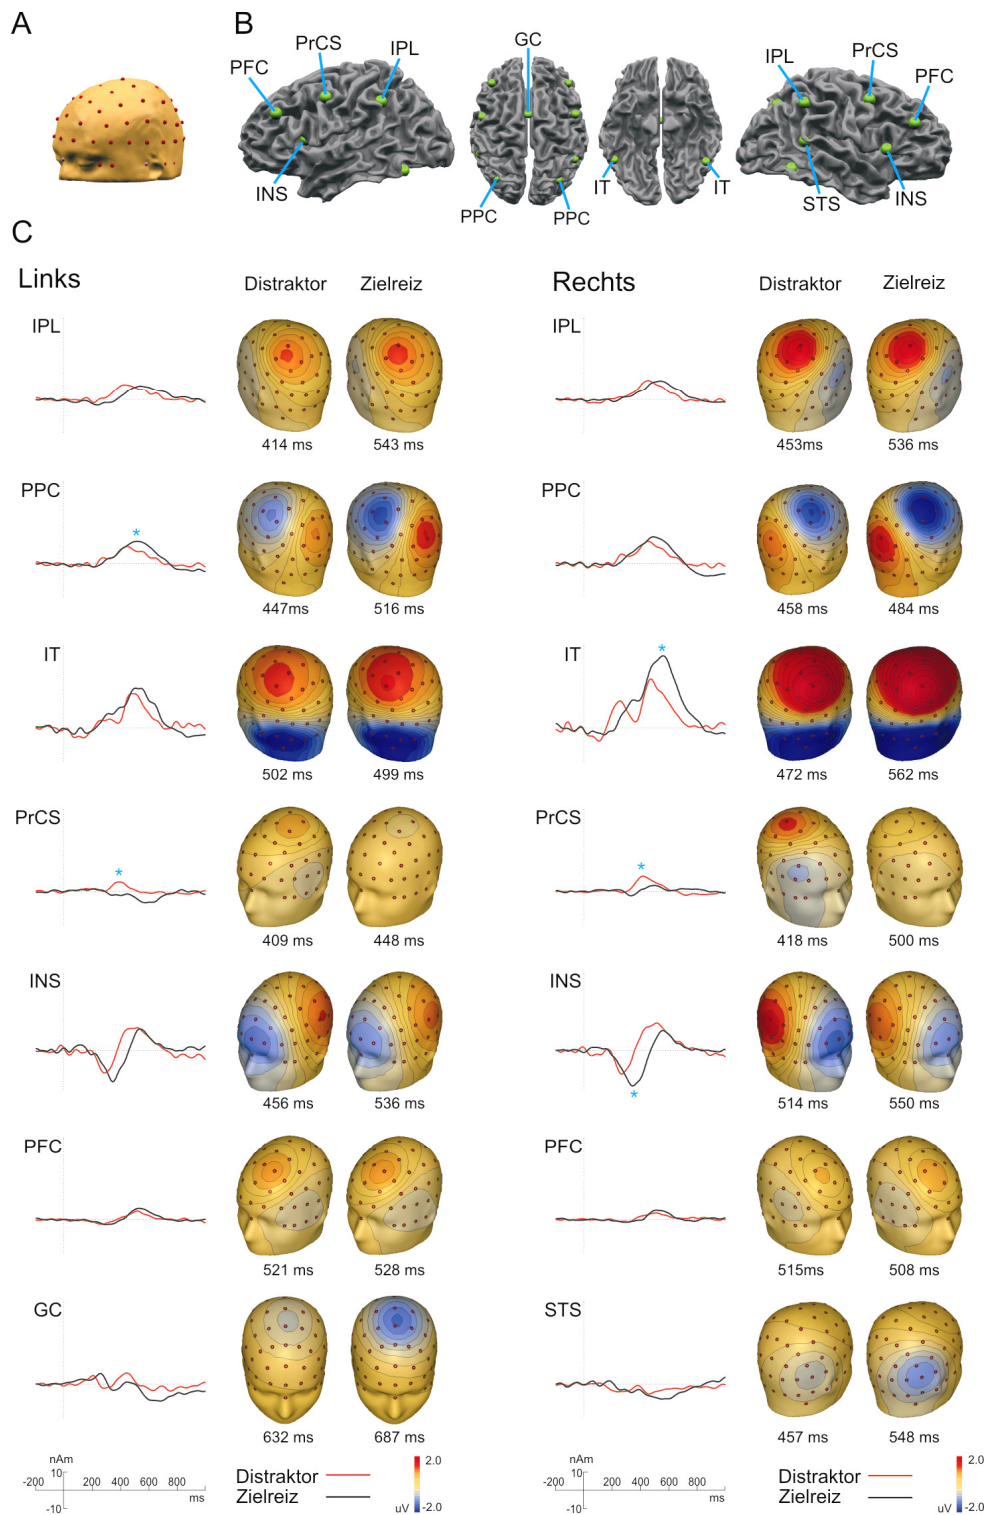 A
B
PFC
PrCS
IPL
INS
GC
PPC
PPC
IT
IT
IPL
PrCS
PFC
STS
INS
C
Links
Distraktor
Zielreiz
Rechts
Distraktor
Zielreiz
IPL
414 ms
543 ms
IPL
453ms
536 ms
PPC
*
447ms
516 ms
PPC
458 ms
484 ms
IT
502 ms
499 ms
IT
*
472 ms
562 ms
PrCS
*
409 ms
448 ms
PrCS
*
418 ms
500 ms
INS
456 ms
536 ms
INS
*
514 ms
550 ms
PFC
521 ms
528 ms
PFC
515ms
508 ms
GC
632 ms
687 ms
STS
457 ms
548 ms
nAm
10
-200 200 400 600 800
ms
-10
Distraktor
Zielreiz
2.0
uV -2.0
nAm
10
-200 200 400 600 800
ms
-10
Distraktor
Zielreiz
2.0
uV -2.0